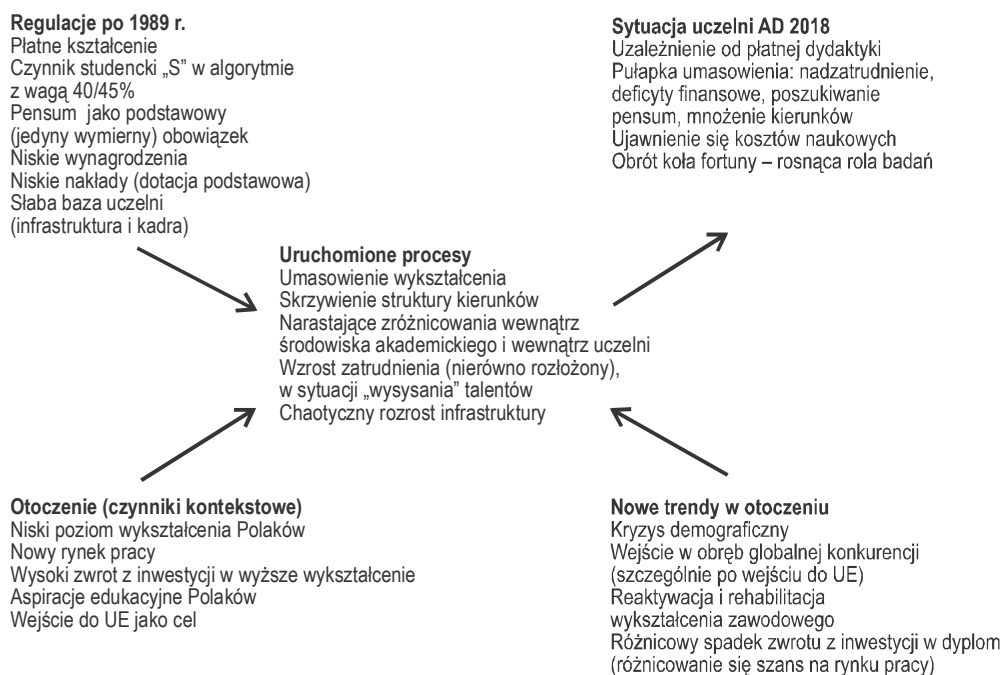 Regulacje po 1989 r.
Płatne kształcenie
Czynnik studencki „S” w algorytmie
z wagą 40/45%
Pensum jako podstawowy
(jedyny wymierny) obowiązek
Niskie wynagrodzenia
Niskie nakłady (dotacja podstawowa)
Słaba baza uczelni
(infrastruktura i kadra)
Sytuacja uczelni AD 2018
Uzależnienie od płatnej dydaktyki
Pułapka umasowienia: nadzatrudnienie,
deficyty finansowe, poszukiwanie
pensum, mnożenie kierunków
Ujawnienie się kosztów naukowych
Obrót koła fortuny – rosnąca rola badań
Uruchomione procesy
Umasowienie wykształcenia
Skrzywienie struktury kierunków
Narastające zróżnicowania wewnątrz
środowiska akademickiego i wewnątrz uczelni
Wzrost zatrudnienia (nierówno rozłożony),
w sytuacji „wysysania” talentów
Chaotyczny rozrost infrastruktury
Otoczenie (czynniki kontekstowe)
Niski poziom wykształcenia Polaków
Nowy rynek pracy
Wysoki zwrot z inwestycji w wyższe wykształcenie
Aspiracje edukacyjne Polaków
Wejście do UE jako cel
Nowe trendy w otoczeniu
Kryzys demograficzny
Wejście w obręb globalnej konkurencji
(szczególnie po wejściu do UE)
Reaktywacja i rehabilitacja
wykształcenia zawodowego
Różnicowy spadek zwrotu z inwestycji w dyplom
(różnicowanie się szans na rynku pracy)